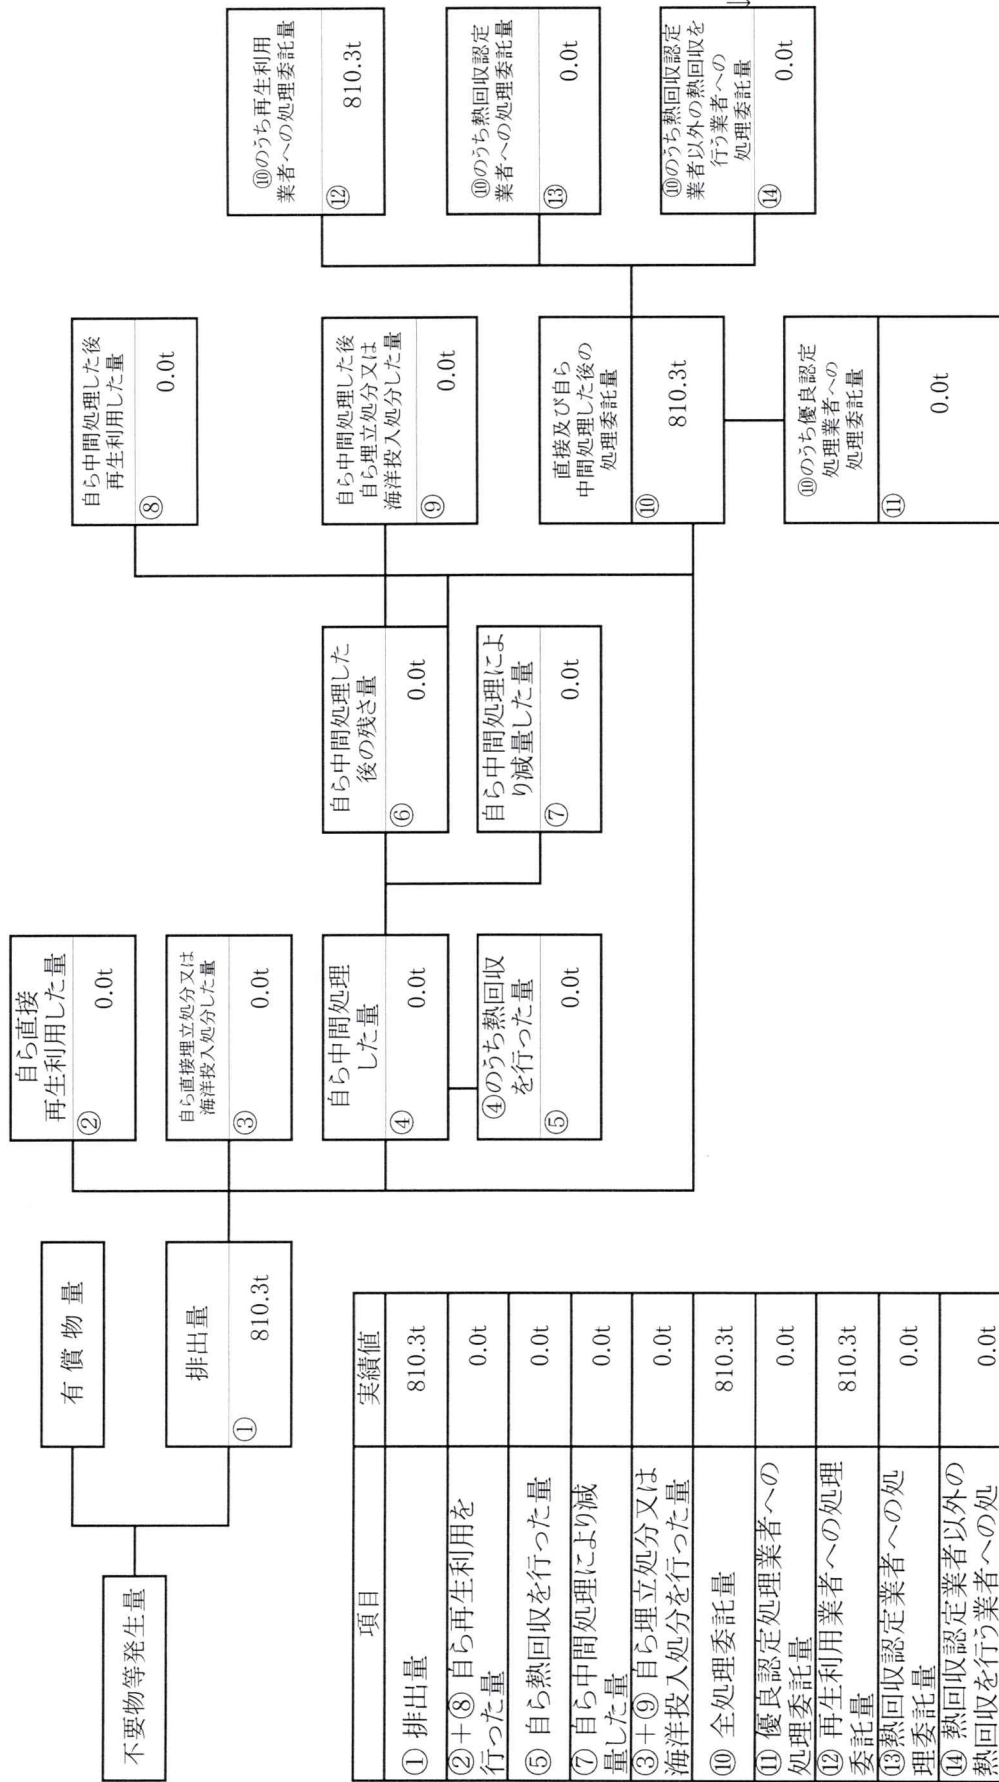 不要物等発生量
有 償 物 量
排出量
①
810.3t
自ら直接
再生利用した量
②
0.0t
自ら直接埋立処分又は
海洋投入処分した量
③
0.0t
自ら中間処理
した量
④
0.0t
④のうち熱回収
を行った量
⑤
0.0t
自ら中間処理した
後の残さ量
⑥
0.0t
自ら中間処理によ
り減量した量
⑦
0.0t
自ら中間処理した後
再生利用した量
⑧
0.0t
自ら中間処理した後
自ら埋立処分又は
海洋投入処分した量
⑨
0.0t
直接及び自ら
中間処理した後の
処理委託量
⑩
810.3t
⑩のうち優良認定
処理業者への
処理委託量
⑪
0.0t
⑩のうち再生利用
業者への処理委託量
⑫
810.3t
⑩のうち熱回収認定
業者への処理委託量
⑬
0.0t
⑩のうち熱回収認定
業者以外の熱回収を
行う業者への
処理委託量
⑭
0.0t
項目 実績値
① 排出量 810.3t
②+⑧ 自ら再生利用を
行った量 0.0t
⑤ 自ら熱回収を行った量 0.0t
⑦ 自ら中間処理により減
量した量 0.0t
③+⑨ 自ら埋立処分又は
海洋投入処分を行った量 0.0t
⑩ 全処理委託量 810.3t
⑪ 優良認定処理業者への
処理委託量 0.0t
⑫ 再生利用業者への処理
委託量 810.3t
⑬熱回収認定業者への処
理委託量 0.0t
⑭ 熱回収認定業者以外の
熱回収を行う業者への処 0.0t